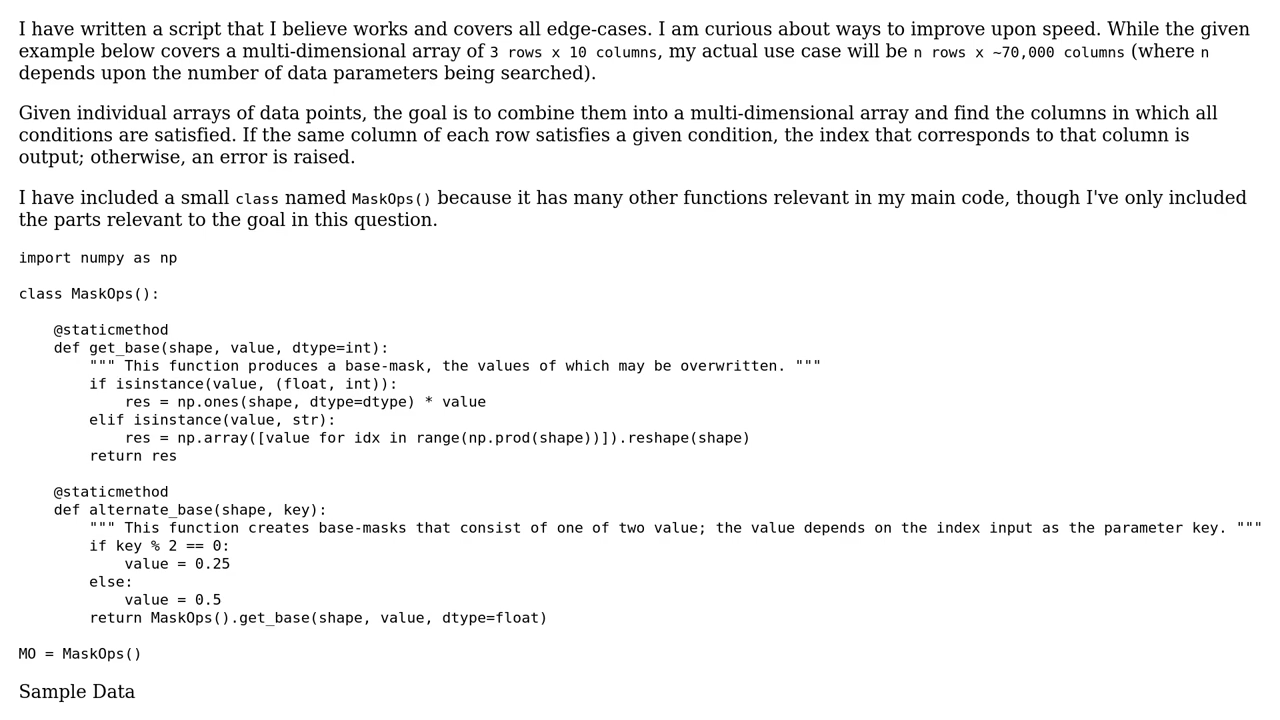 I have written a script that I believe works and covers all edge-cases. I am curious about ways to improve upon speed. While the given
example below covers a multi-dimensional array of 3 rows x 10 columns, my actual use case will be n rows x ~70,000 columns (where n
depends upon the number of data parameters being searched).
Given individual arrays of data points, the goal is to combine them into a multi-dimensional array and find the columns in which all
conditions are satisfied. If the same column of each row satisfies a given condition, the index that corresponds to that column is
output; otherwise, an error is raised.
I have included a small class named MaskOps() because it has many other functions relevant in my main code, though I've only included
the parts relevant to the goal in this question.
import numpy as np
class MaskOps():
    @staticmethod
    def get_base(shape, value, dtype=int):
        """ This function produces a base-mask, the values of which may be overwritten. """
        if isinstance(value, (float, int)):
            res = np.ones(shape, dtype=dtype) * value
        elif isinstance(value, str):
            res = np.array([value for idx in range(np.prod(shape))]).reshape(shape)
        return res
    @staticmethod
    def alternate_base(shape, key):
        """ This function creates base-masks that consist of one of two value; the value depends on the index input as the parameter key. """
        if key % 2 == 0:
            value = 0.25
        else:
            value = 0.5
        return MaskOps().get_base(shape, value, dtype=float)
MO = MaskOps()
Sample Data